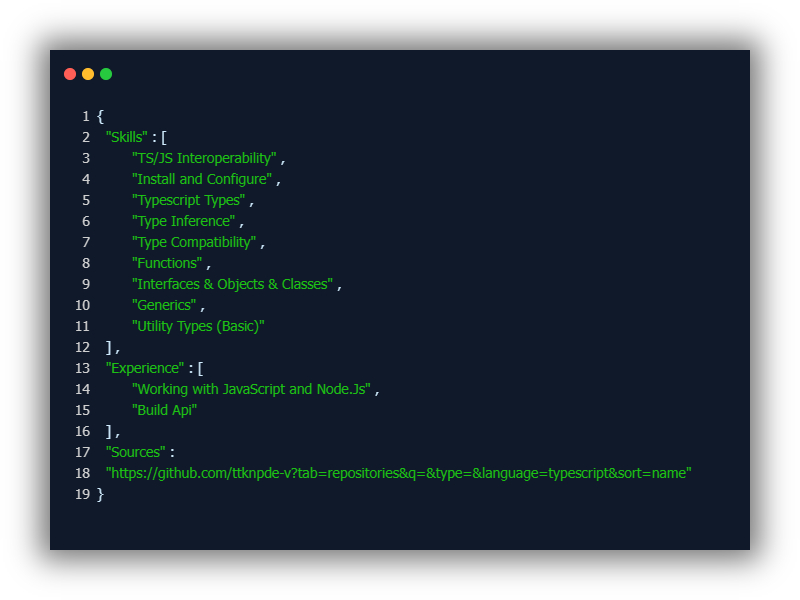 1 {
2 "Skills" : [
3 "TS/JS Interoperability" ,
4 "Install and Configure" ,
5 "Typescript Types" ,
6 "Type Inference" ,
7 "Type Compatibility" ,
8 "Functions" ,
9 "Interfaces & Objects & Classes" ,
10 "Generics" ,
11 "Utility Types (Basic)"
12 ] ,
13 "Experience" : [
14 "Working with JavaScript and Node.Js" ,
15 "Build Api"
16 ] ,
17 "Sources" :
18 "https://github.com/ttknpde-v?tab=repositories&q=&type=&language=typescript&sort=name"
19 }